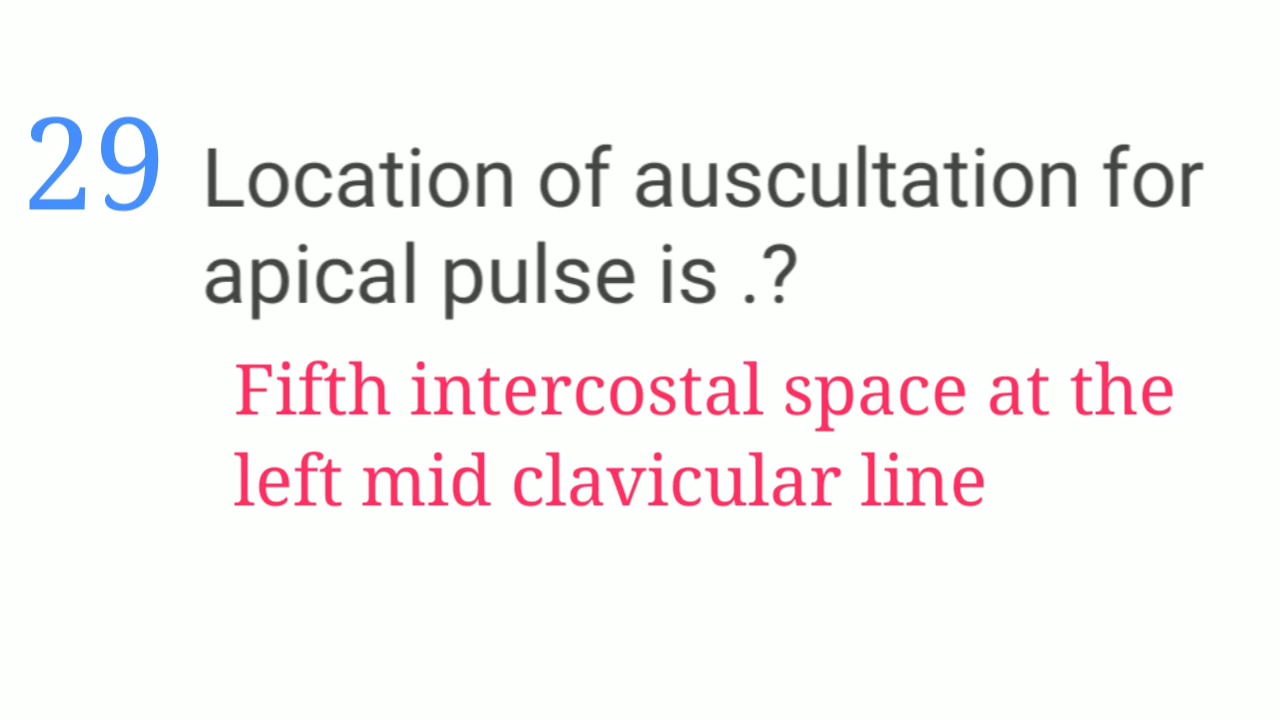 29 Location of auscultation for
apical pulse is .?
Fifth intercostal space at the
left mid clavicular line